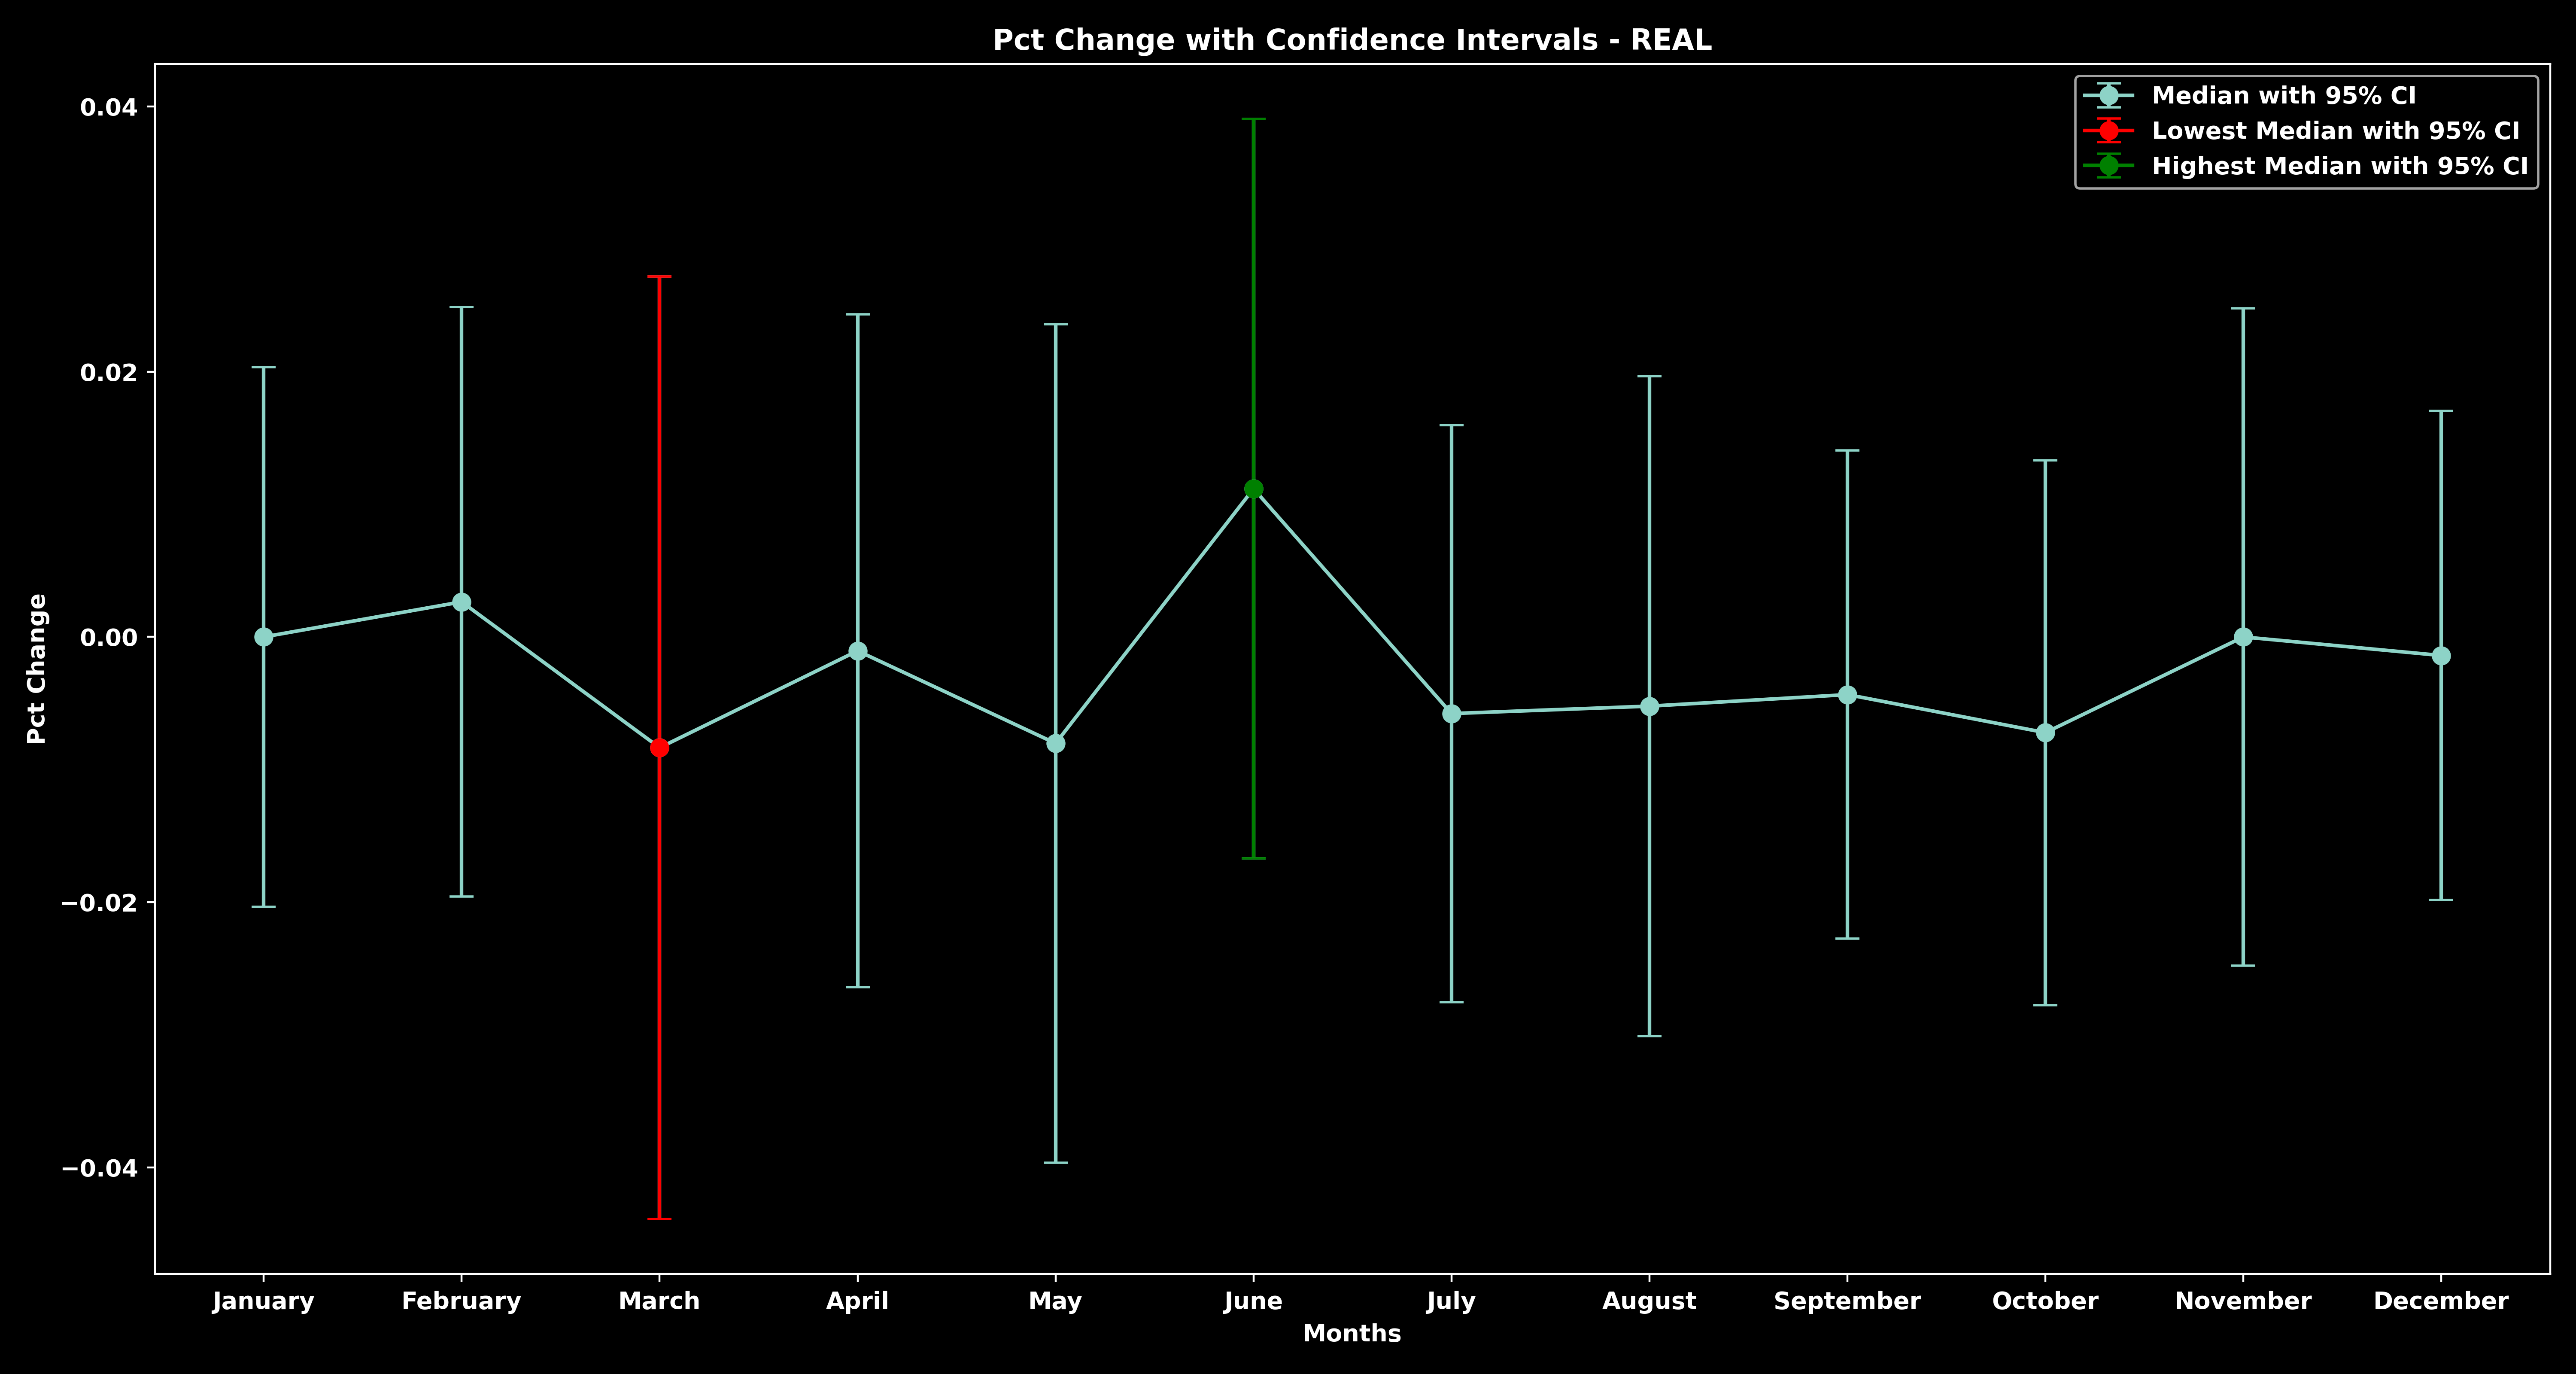 Pct Change with Confidence Intervals - REAL
Median with 95% CI
Lowest Median with 95% CI
Highest Median with 95% CI
0.04
0.02
0.00
−0.02
−0.04
Pct Change
January February March April May June July August September October November December
Months